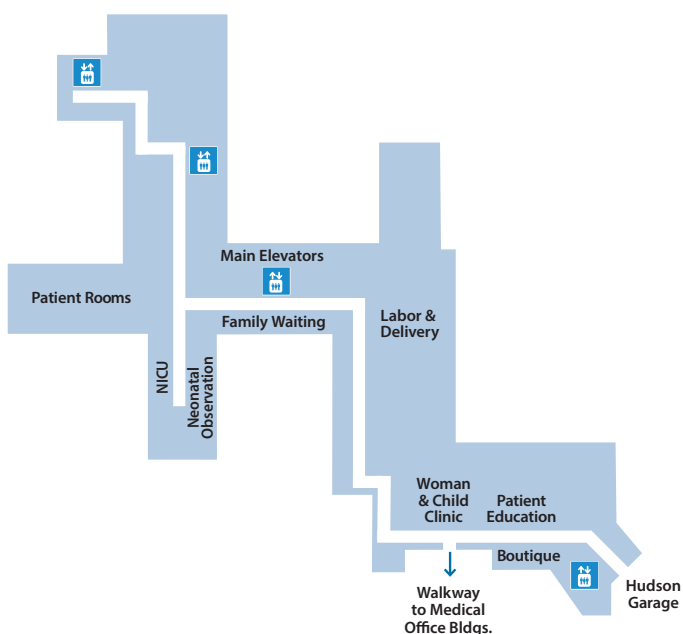 Main Elevators
Patient Rooms
Family Waiting
Labor &
Delivery
NICU
Neonatal
Observation
Woman
& Child
Clinic
Patient
Education
Boutique
Hudson
Garage
Walkway
to Medical
Office Bldgs.